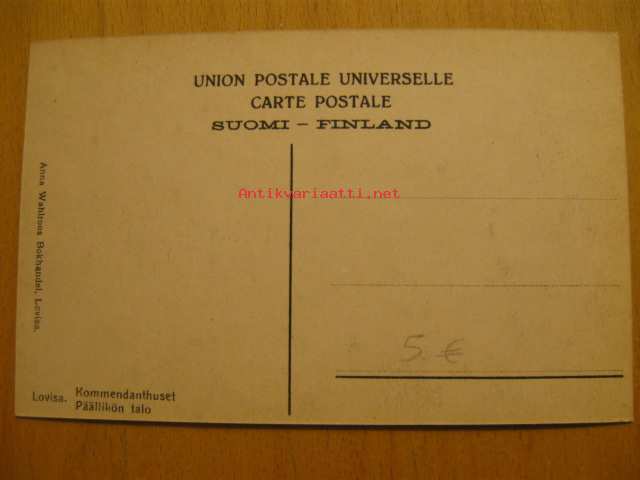 UNION POSTALE UNIVERSELLE
CARTE POSTALE
SUOMI – FINLAND
Antikvariaatti.net
Anna Wahlroos Bokhandel, Lovisa.
5 €
Lovisa. Kommendanthuset
Päällikön talo